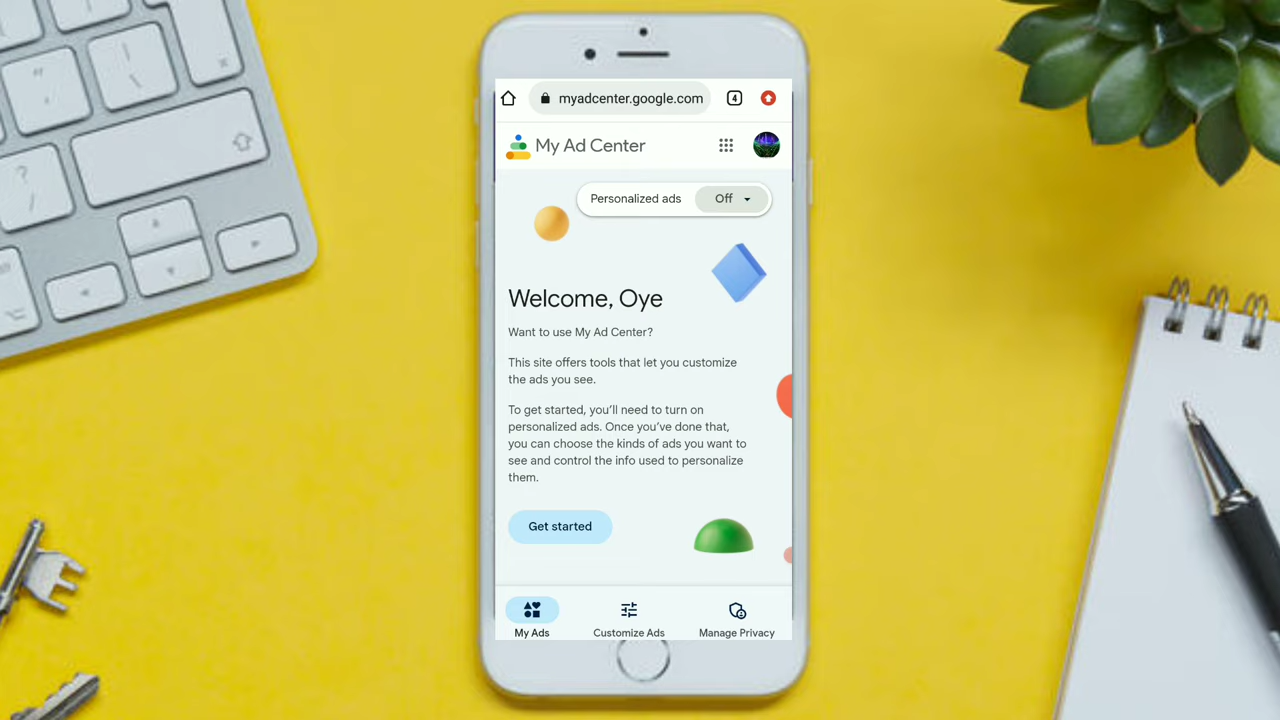 myadcenter.google.com
4
My Ad Center
Personalized ads Off
Welcome, Oye
Want to use My Ad Center?
This site offers tools that let you customize
the ads you see.
To get started, you’ll need to turn on
personalized ads. Once you’ve done that,
you can choose the kinds of ads you want to
see and control the info used to personalize
them.
Get started
My Ads
Customize Ads
Manage Privacy